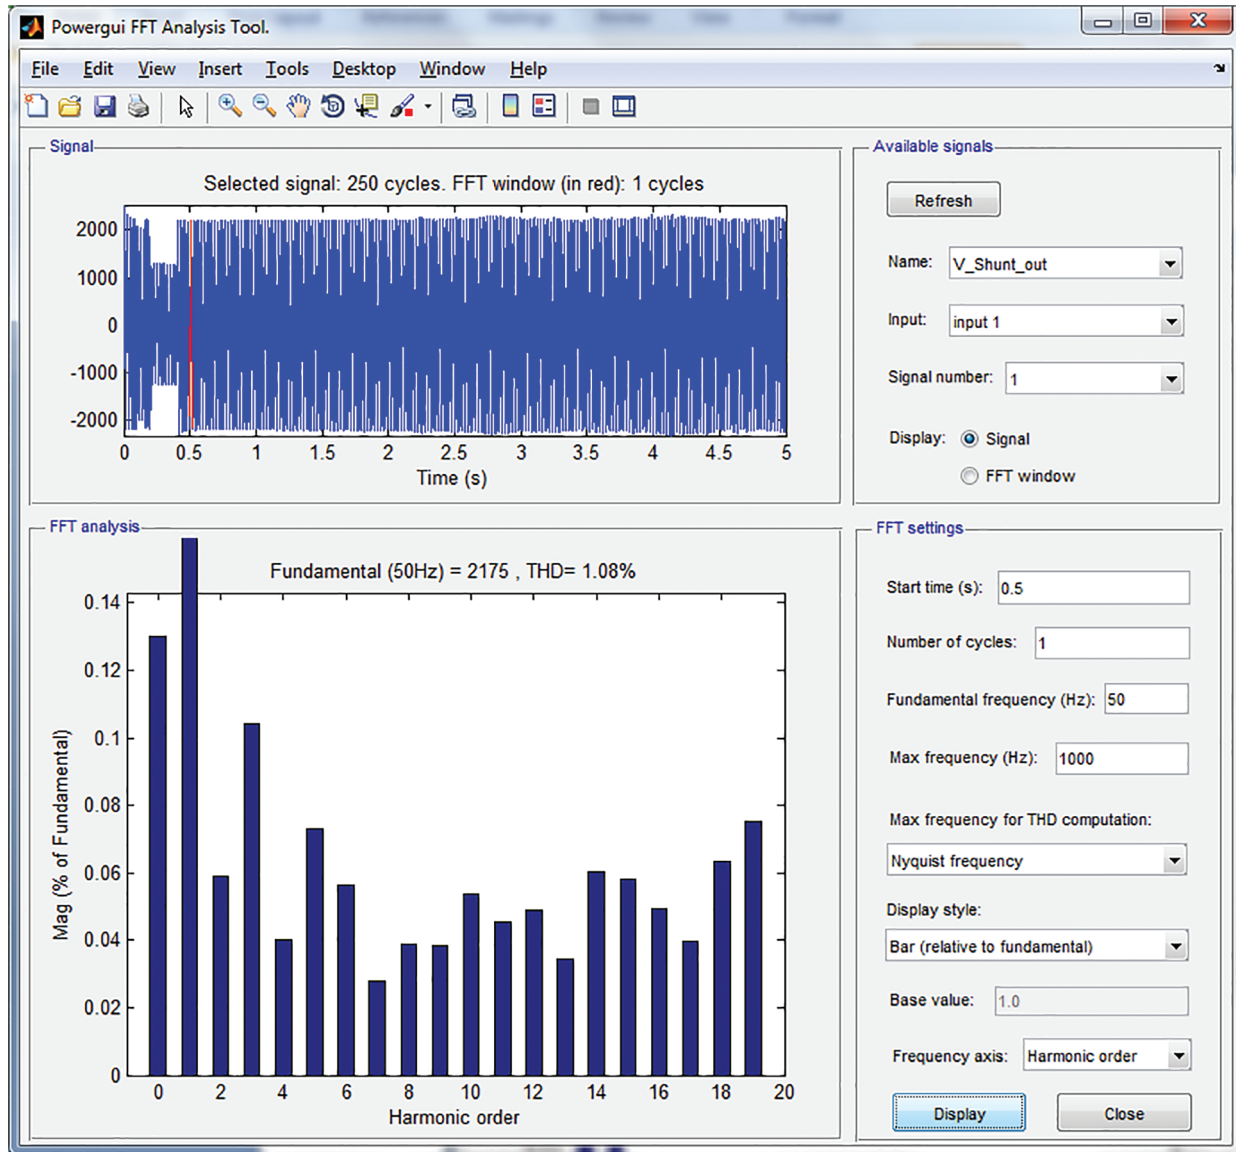 Powergui FFT Analysis Tool.
File Edit View Insert Tools Desktop Window Help
Signal
Selected signal: 250 cycles. FFT window (in red): 1 cycles
2000
1000
0
-1000
-2000
0 0.5 1 1.5 2 2.5 3 3.5 4 4.5 5
Time (s)
Available signals
Refresh
Name: V_Shunt_out
Input: input 1
Signal number: 1
Display: Signal
FFT window
FFT analysis
Fundamental (50Hz) = 2175 , THD= 1.08%
0.14
0.12
0.1
0.08
0.06
0.04
0.02
0
Mag (% of Fundamental)
0 2 4 6 8 10 12 14 16 18 20
Harmonic order
FFT settings
Start time (s): 0.5
Number of cycles: 1
Fundamental frequency (Hz): 50
Max frequency (Hz): 1000
Max frequency for THD computation:
Nyquist frequency
Display style:
Bar (relative to fundamental)
Base value: 1.0
Frequency axis: Harmonic order
Display Close